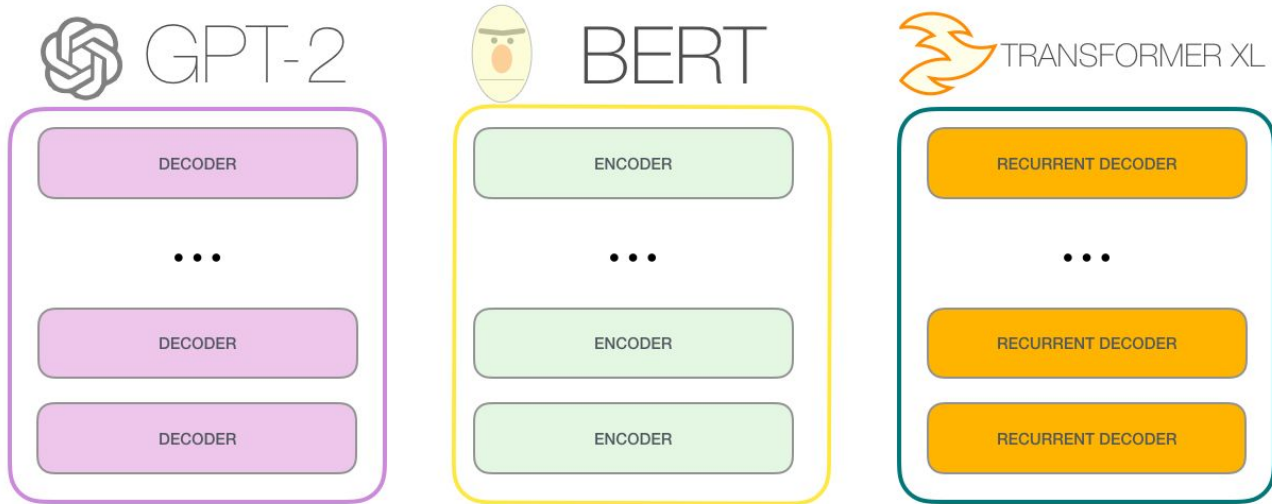 GPT-2
DECODER
...
DECODER
DECODER
BERT
ENCODER
...
ENCODER
ENCODER
TRANSFORMER XL
RECURRENT DECODER
...
RECURRENT DECODER
RECURRENT DECODER